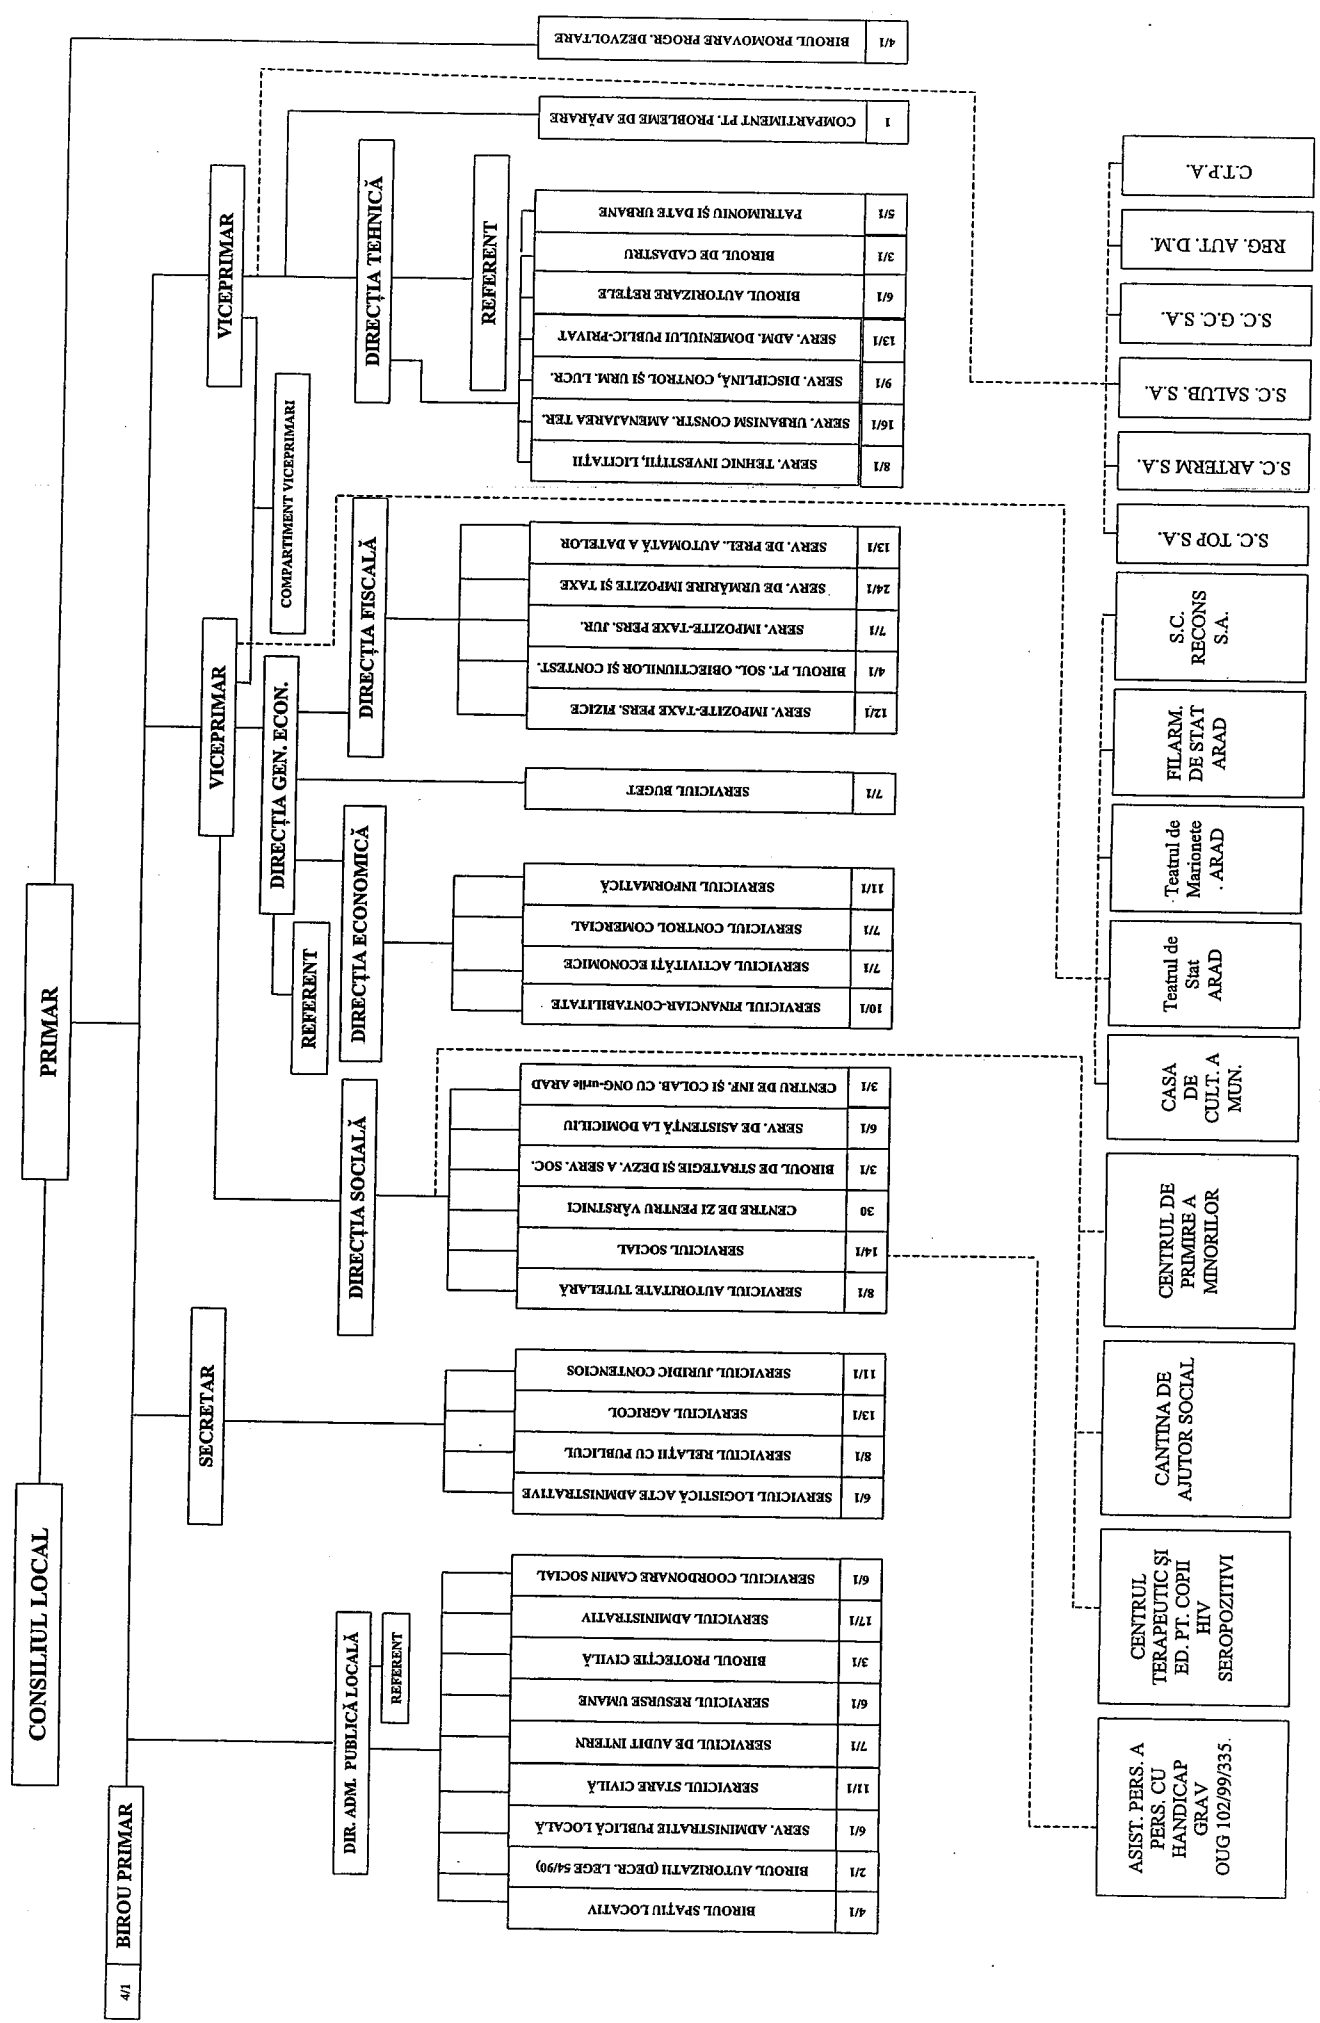 CONSILIUL LOCAL
PRIMAR
BIROU PRIMAR
4/1
BIROUL PROMOVARE PROGR. DEZVOLTARE
4/1
SECRETAR
VICEPRIMAR
VICEPRIMAR
COMPARTIMENT VICEPRIMARI
COMPARTIMENT PT. PROBLEME DE APĂRARE
1
DIR. ADM. PUBLICĂ LOCALĂ
REFERENT
BIROUL SPAȚIU LOCATIV
4/1
BIROUL AUTORIZATII (DECR. LEGE 54/90)
2/1
SERV. ADMINISTRATIE PUBLICĂ LOCALĂ
6/1
SERVICIUL STARE CIVILĂ
11/1
SERVICIUL DE AUDIT INTERN
7/1
SERVICIUL RESURSE UMANE
6/1
BIROUL PROTECȚIE CIVILĂ
3/1
SERVICIUL ADMINISTRATIV
17/1
SERVICIUL COORDONARE CAMIN SOCIAL
6/1
SERVICIUL LOGISTICĂ ACTE ADMINISTRATIVE
6/1
SERVICIUL RELAȚII CU PUBLICUL
8/1
SERVICIUL AGRICOL
13/1
SERVICIUL JURIDIC CONTENCIOS
11/1
DIRECȚIA SOCIALĂ
SERVICIUL AUTORITATE TUTELARĂ
8/1
SERVICIUL SOCIAL
14/1
CENTRE DE ZI PENTRU VÂRSTNICI
30
BIROUL DE STRATEGIE ȘI DEZV. A SERV. SOC.
3/1
SERV. DE ASISTENȚĂ LA DOMICILIU
6/1
CENTRU DE INF. ȘI COLAB. CU ONG-urile ARAD
3/1
DIRECȚIA GEN. ECON.
REFERENT
DIRECȚIA ECONOMICĂ
SERVICIUL FINANCIAR-CONTABILITATE
10/1
SERVICIUL ACTIVITĂȚI ECONOMICE
7/1
SERVICIUL CONTROL COMERCIAL
7/1
SERVICIUL INFORMATICĂ
11/1
SERVICIUL BUGET
7/1
DIRECȚIA FISCALĂ
SERV. IMPOZITE-TAXE PERS. FIZICE
12/1
BIROUL PT. SOL. OBIECTIUNILOR ȘI CONTEST.
4/1
SERV. IMPOZITE-TAXE PERS. JUR.
7/1
SERV. DE URMĂRIRE IMPOZITE ȘI TAXE
24/1
SERV. DE PREL. AUTOMATĂ A DATELOR
13/1
DIRECȚIA TEHNICĂ
REFERENT
SERV. TEHNIC INVESTIȚII, LICITAȚII
8/1
SERV. URBANISM CONSTR. AMENAJAREA TER.
16/1
SERV. DISCIPLINĂ, CONTROL ȘI URM. LUCR.
9/1
SERV. ADM. DOMENIULUI PUBLIC-PRIVAT
13/1
BIROUL AUTORIZARE REȚELE
6/1
BIROUL DE CADASTRU
3/1
PATRIMONIU ȘI DATE URBANE
5/1
ASIST. PERS. A
PERS. CU
HANDICAP
GRAV
OUG 102/99/335.
CENTRUL
TERAPEUTIC ȘI
ED. PT. COPII
HIV
SEROPOZITIVI
CANTINA DE
AJUTOR SOCIAL
CENTRUL DE
PRIMIRE A
MINORILOR
CASA
DE
CULT. A
MUN.
Teatrul de
Stat
ARAD
Teatrul de
Marionete
. ARAD
FILARM.
DE STAT
ARAD
S.C.
RECONS
S.A.
S.C. TOP S.A.
S.C. ARTERM S.A.
S.C. SALUB. S.A.
S.C. G.C. S.A.
REG. AUT. D.M.
C.T.P.A.